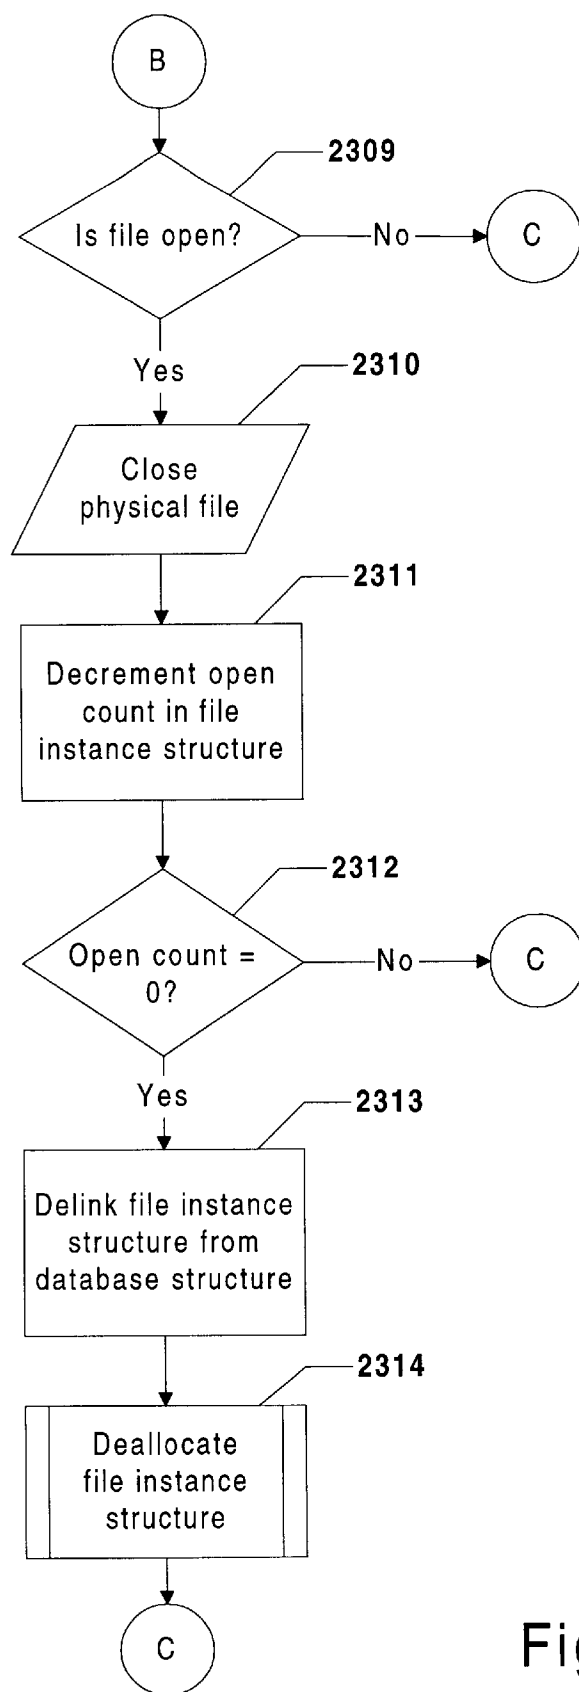 B
2309
Is file open?
No
C
Yes
2310
Close
physical file
2311
Decrement open
count in file
instance structure
2312
Open count =
0?
No
C
Yes
2313
Delink file instance
structure from
database structure
2314
Deallocate
file instance
structure
C
Fig